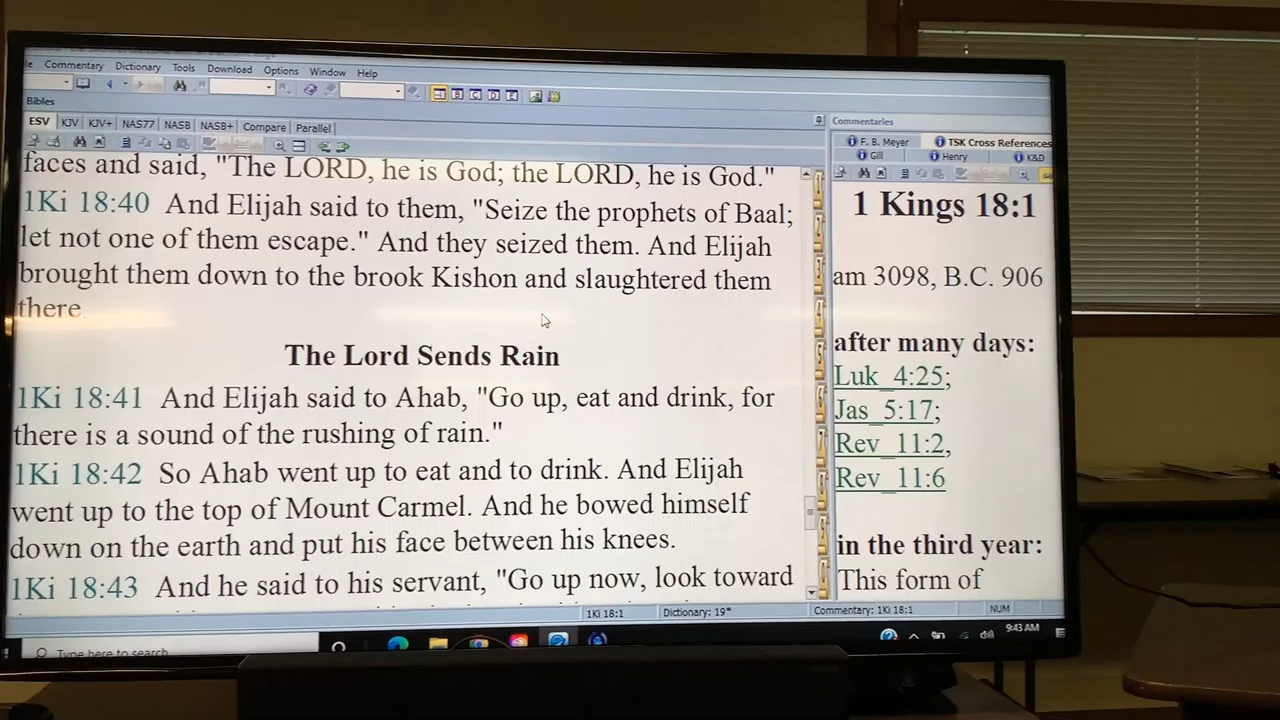 le Commentary Dictionary Tools Download Options Window Help
B C D E
Bibles
ESV KJV KJV+ NAS77 NASB NASB+ Compare Parallel
faces and said, "The LORD, he is God; the LORD, he is God."
1Ki 18:40 And Elijah said to them, "Seize the prophets of Baal;
let not one of them escape." And they seized them. And Elijah
brought them down to the brook Kishon and slaughtered them
there.
The Lord Sends Rain
1Ki 18:41 And Elijah said to Ahab, "Go up, eat and drink, for
there is a sound of the rushing of rain."
1Ki 18:42 So Ahab went up to eat and to drink. And Elijah
went up to the top of Mount Carmel. And he bowed himself
down on the earth and put his face between his knees.
1Ki 18:43 And he said to his servant, "Go up now, look toward
Commentaries
F. B. Meyer TSK Cross References
Gill Henry K&D
1 Kings 18:1
am 3098, B.C. 906
after many days:
Luk_4:25;
Jas_5:17;
Rev_11:2,
Rev_11:6
in the third year:
This form of
1Ki 18:1 Dictionary: 19* Commentary: 1Ki 18:1 NUM
Type here to search
9:43 AM